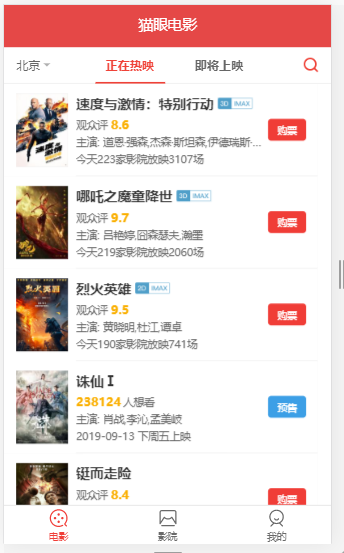 猫眼电影
北京 正在热映 即将上映
速度与激情：特别行动 3D IMAX
观众评 8.6
主演: 道恩·强森,杰森·斯坦森,伊德瑞斯·...
购票
今天223家影院放映3107场
哪吒之魔童降世 3D IMAX
观众评 9.7
主演: 吕艳婷,囧森瑟夫,瀚墨
购票
今天219家影院放映2060场
烈火英雄 2D IMAX
观众评 9.5
主演: 黄晓明,杜江,谭卓
购票
今天190家影院放映741场
诛仙Ⅰ
238124 人想看
主演: 肖战,李沁,孟美岐
预售
2019-09-13 下周五上映
铤而走险
观众评 8.4
购票
电影 影院 我的